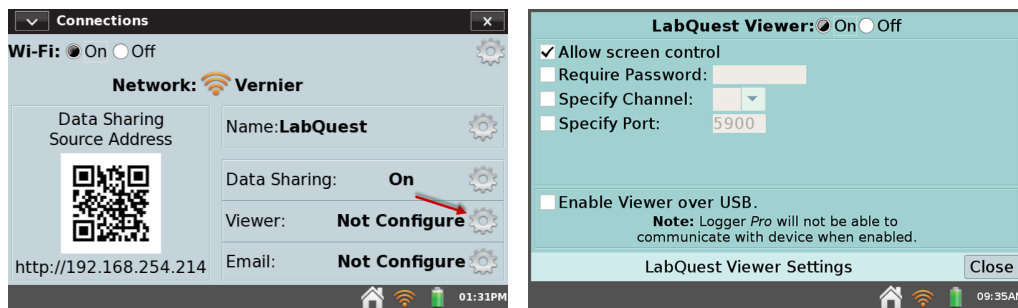 Connections
x
Wi-Fi: On Off
Network: Vernier
Data Sharing
Source Address
http://192.168.254.214
Name:LabQuest
Data Sharing: On
Viewer: Not Configure
Email: Not Configure
01:31PM
LabQuest Viewer: On Off
Allow screen control
Require Password:
Specify Channel:
Specify Port: 5900
Enable Viewer over USB.
Note: Logger Pro will not be able to
communicate with device when enabled.
LabQuest Viewer Settings
Close
09:35AM